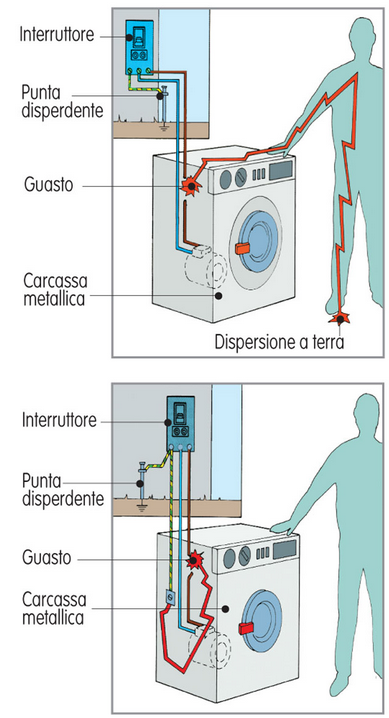 Interruttore
Punta
disperdente
Guasto
Carcassa
metallica
Dispersione a terra
Interruttore
Punta
disperdente
Guasto
Carcassa
metallica